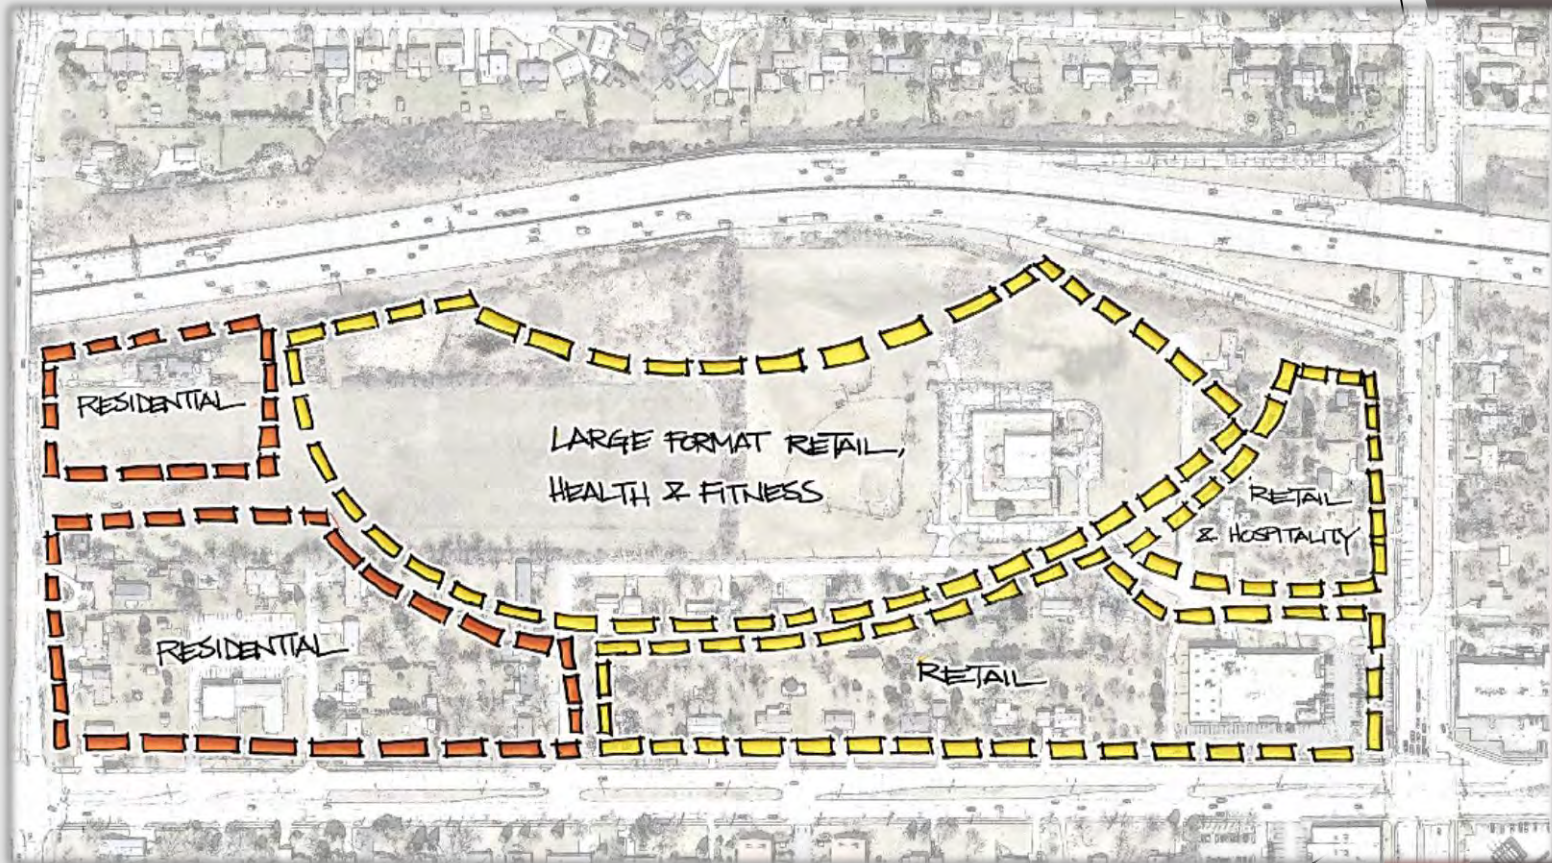 RESIDENTIAL
LARGE FORMAT RETAIL,
HEALTH & FITNESS
RETAIL
& HOSPITALITY
RESIDENTIAL
RETAIL